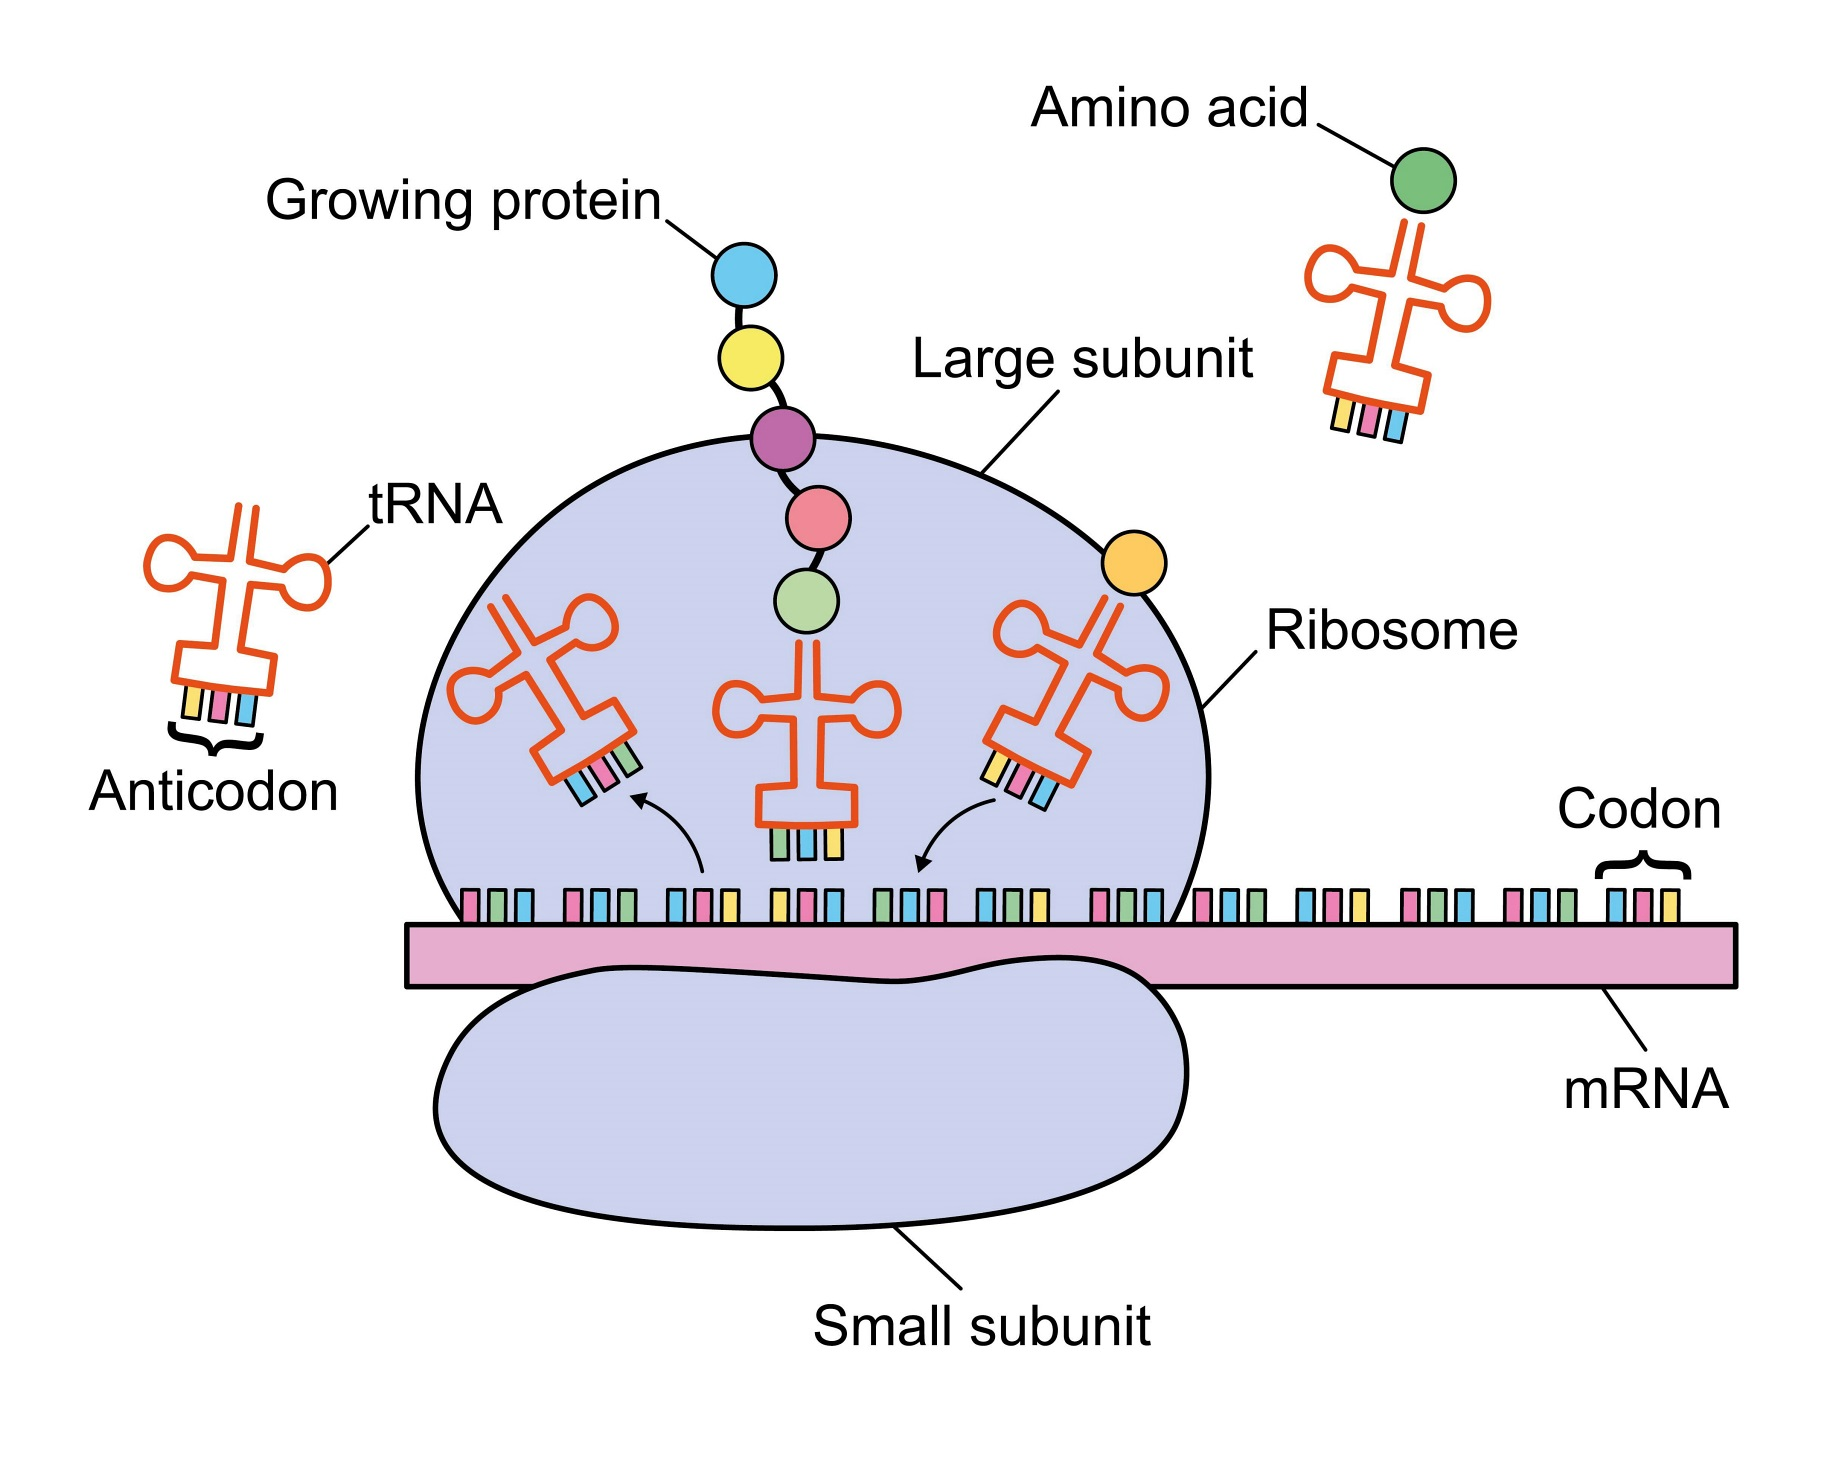 Amino acid
Growing protein
Large subunit
tRNA
Ribosome
Anticodon
Codon
mRNA
Small subunit